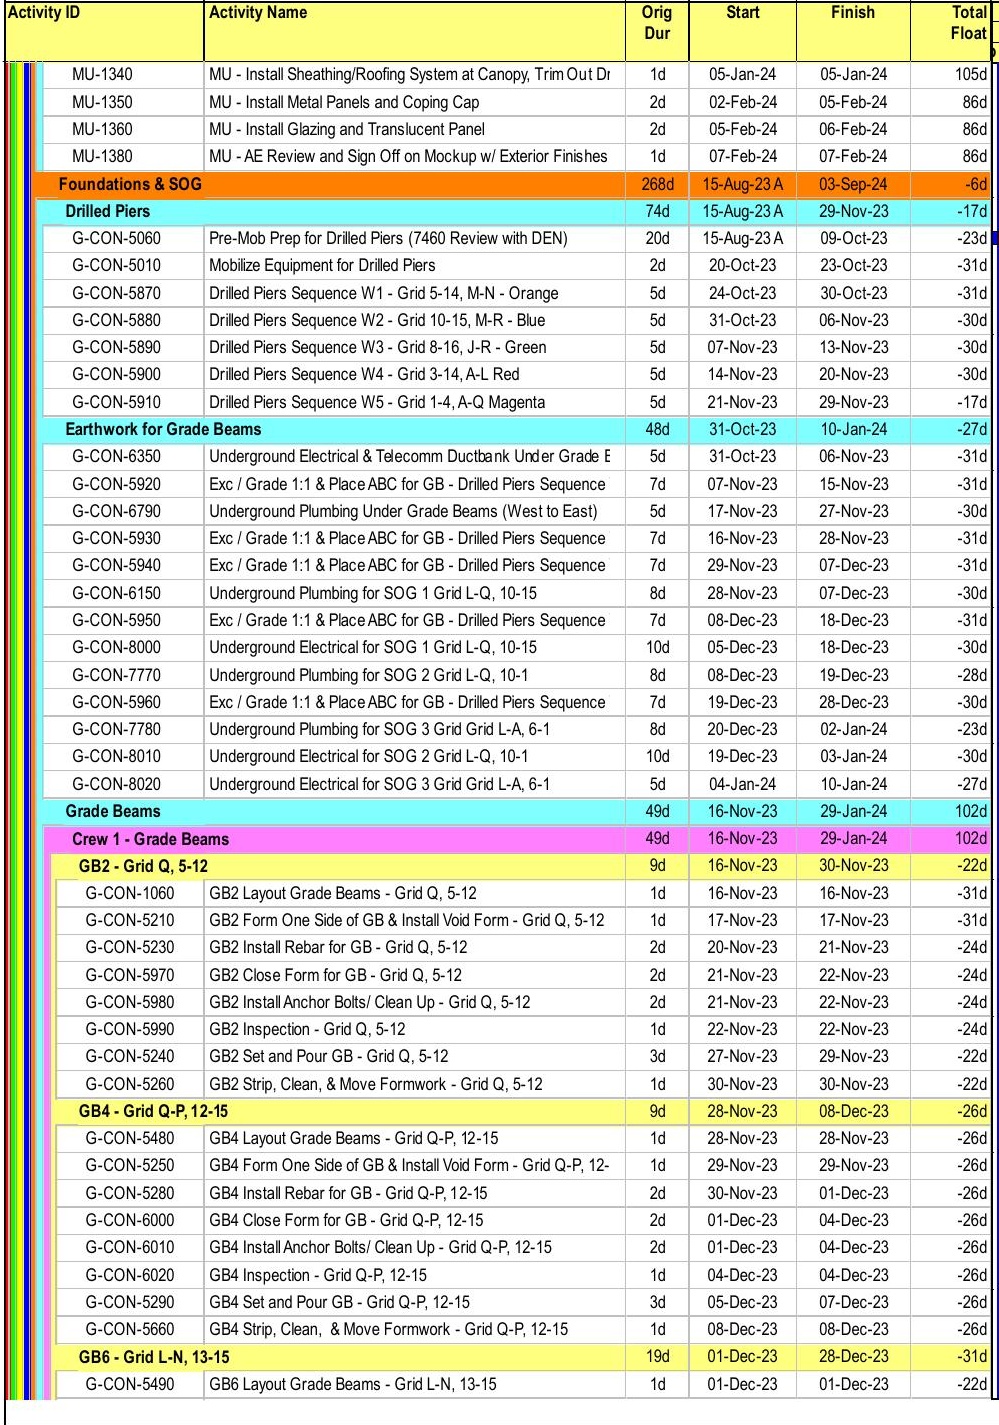 Activity ID Activity Name Orig Dur Start Finish Total Float
MU-1340 MU - Install Sheathing/Roofing System at Canopy, Trim Out Dr 1d 05-Jan-24 05-Jan-24 105d
MU-1350 MU - Install Metal Panels and Coping Cap 2d 02-Feb-24 05-Feb-24 86d
MU-1360 MU - Install Glazing and Translucent Panel 2d 05-Feb-24 06-Feb-24 86d
MU-1380 MU - AE Review and Sign Off on Mockup w/ Exterior Finishes 1d 07-Feb-24 07-Feb-24 86d
Foundations & SOG 268d 15-Aug-23 A 03-Sep-24 -6d
Drilled Piers 74d 15-Aug-23 A 29-Nov-23 -17d
G-CON-5060 Pre-Mob Prep for Drilled Piers (7460 Review with DEN) 20d 15-Aug-23 A 09-Oct-23 -23d
G-CON-5010 Mobilize Equipment for Drilled Piers 2d 20-Oct-23 23-Oct-23 -31d
G-CON-5870 Drilled Piers Sequence W1 - Grid 5-14, M-N - Orange 5d 24-Oct-23 30-Oct-23 -31d
G-CON-5880 Drilled Piers Sequence W2 - Grid 10-15, M-R - Blue 5d 31-Oct-23 06-Nov-23 -30d
G-CON-5890 Drilled Piers Sequence W3 - Grid 8-16, J-R - Green 5d 07-Nov-23 13-Nov-23 -30d
G-CON-5900 Drilled Piers Sequence W4 - Grid 3-14, A-L Red 5d 14-Nov-23 20-Nov-23 -30d
G-CON-5910 Drilled Piers Sequence W5 - Grid 1-4, A-Q Magenta 5d 21-Nov-23 29-Nov-23 -17d
Earthwork for Grade Beams 48d 31-Oct-23 10-Jan-24 -27d
G-CON-6350 Underground Electrical & Telecomm Ductbank Under Grade E 5d 31-Oct-23 06-Nov-23 -31d
G-CON-5920 Exc / Grade 1:1 & Place ABC for GB - Drilled Piers Sequence 7d 07-Nov-23 15-Nov-23 -31d
G-CON-6790 Underground Plumbing Under Grade Beams (West to East) 5d 17-Nov-23 27-Nov-23 -30d
G-CON-5930 Exc / Grade 1:1 & Place ABC for GB - Drilled Piers Sequence 7d 16-Nov-23 28-Nov-23 -31d
G-CON-5940 Exc / Grade 1:1 & Place ABC for GB - Drilled Piers Sequence 7d 29-Nov-23 07-Dec-23 -31d
G-CON-6150 Underground Plumbing for SOG 1 Grid L-Q, 10-15 8d 28-Nov-23 07-Dec-23 -30d
G-CON-5950 Exc / Grade 1:1 & Place ABC for GB - Drilled Piers Sequence 7d 08-Dec-23 18-Dec-23 -31d
G-CON-8000 Underground Electrical for SOG 1 Grid L-Q, 10-15 10d 05-Dec-23 18-Dec-23 -30d
G-CON-7770 Underground Plumbing for SOG 2 Grid L-Q, 10-1 8d 08-Dec-23 19-Dec-23 -28d
G-CON-5960 Exc / Grade 1:1 & Place ABC for GB - Drilled Piers Sequence 7d 19-Dec-23 28-Dec-23 -30d
G-CON-7780 Underground Plumbing for SOG 3 Grid Grid L-A, 6-1 8d 20-Dec-23 02-Jan-24 -23d
G-CON-8010 Underground Electrical for SOG 2 Grid L-Q, 10-1 10d 19-Dec-23 03-Jan-24 -30d
G-CON-8020 Underground Electrical for SOG 3 Grid Grid L-A, 6-1 5d 04-Jan-24 10-Jan-24 -27d
Grade Beams 49d 16-Nov-23 29-Jan-24 102d
Crew 1 - Grade Beams 49d 16-Nov-23 29-Jan-24 102d
GB2 - Grid Q, 5-12 9d 16-Nov-23 30-Nov-23 -22d
G-CON-1060 GB2 Layout Grade Beams - Grid Q, 5-12 1d 16-Nov-23 16-Nov-23 -31d
G-CON-5210 GB2 Form One Side of GB & Install Void Form - Grid Q, 5-12 1d 17-Nov-23 17-Nov-23 -31d
G-CON-5230 GB2 Install Rebar for GB - Grid Q, 5-12 2d 20-Nov-23 21-Nov-23 -24d
G-CON-5970 GB2 Close Form for GB - Grid Q, 5-12 2d 21-Nov-23 22-Nov-23 -24d
G-CON-5980 GB2 Install Anchor Bolts/ Clean Up - Grid Q, 5-12 2d 21-Nov-23 22-Nov-23 -24d
G-CON-5990 GB2 Inspection - Grid Q, 5-12 1d 22-Nov-23 22-Nov-23 -24d
G-CON-5240 GB2 Set and Pour GB - Grid Q, 5-12 3d 27-Nov-23 29-Nov-23 -22d
G-CON-5260 GB2 Strip, Clean, & Move Formwork - Grid Q, 5-12 1d 30-Nov-23 30-Nov-23 -22d
GB4 - Grid Q-P, 12-15 9d 28-Nov-23 08-Dec-23 -26d
G-CON-5480 GB4 Layout Grade Beams - Grid Q-P, 12-15 1d 28-Nov-23 28-Nov-23 -26d
G-CON-5250 GB4 Form One Side of GB & Install Void Form - Grid Q-P, 12- 1d 29-Nov-23 29-Nov-23 -26d
G-CON-5280 GB4 Install Rebar for GB - Grid Q-P, 12-15 2d 30-Nov-23 01-Dec-23 -26d
G-CON-6000 GB4 Close Form for GB - Grid Q-P, 12-15 2d 01-Dec-23 04-Dec-23 -26d
G-CON-6010 GB4 Install Anchor Bolts/ Clean Up - Grid Q-P, 12-15 2d 01-Dec-23 04-Dec-23 -26d
G-CON-6020 GB4 Inspection - Grid Q-P, 12-15 1d 04-Dec-23 04-Dec-23 -26d
G-CON-5290 GB4 Set and Pour GB - Grid Q-P, 12-15 3d 05-Dec-23 07-Dec-23 -26d
G-CON-5660 GB4 Strip, Clean, & Move Formwork - Grid Q-P, 12-15 1d 08-Dec-23 08-Dec-23 -26d
GB6 - Grid L-N, 13-15 19d 01-Dec-23 28-Dec-23 -31d
G-CON-5490 GB6 Layout Grade Beams - Grid L-N, 13-15 1d 01-Dec-23 01-Dec-23 -22d